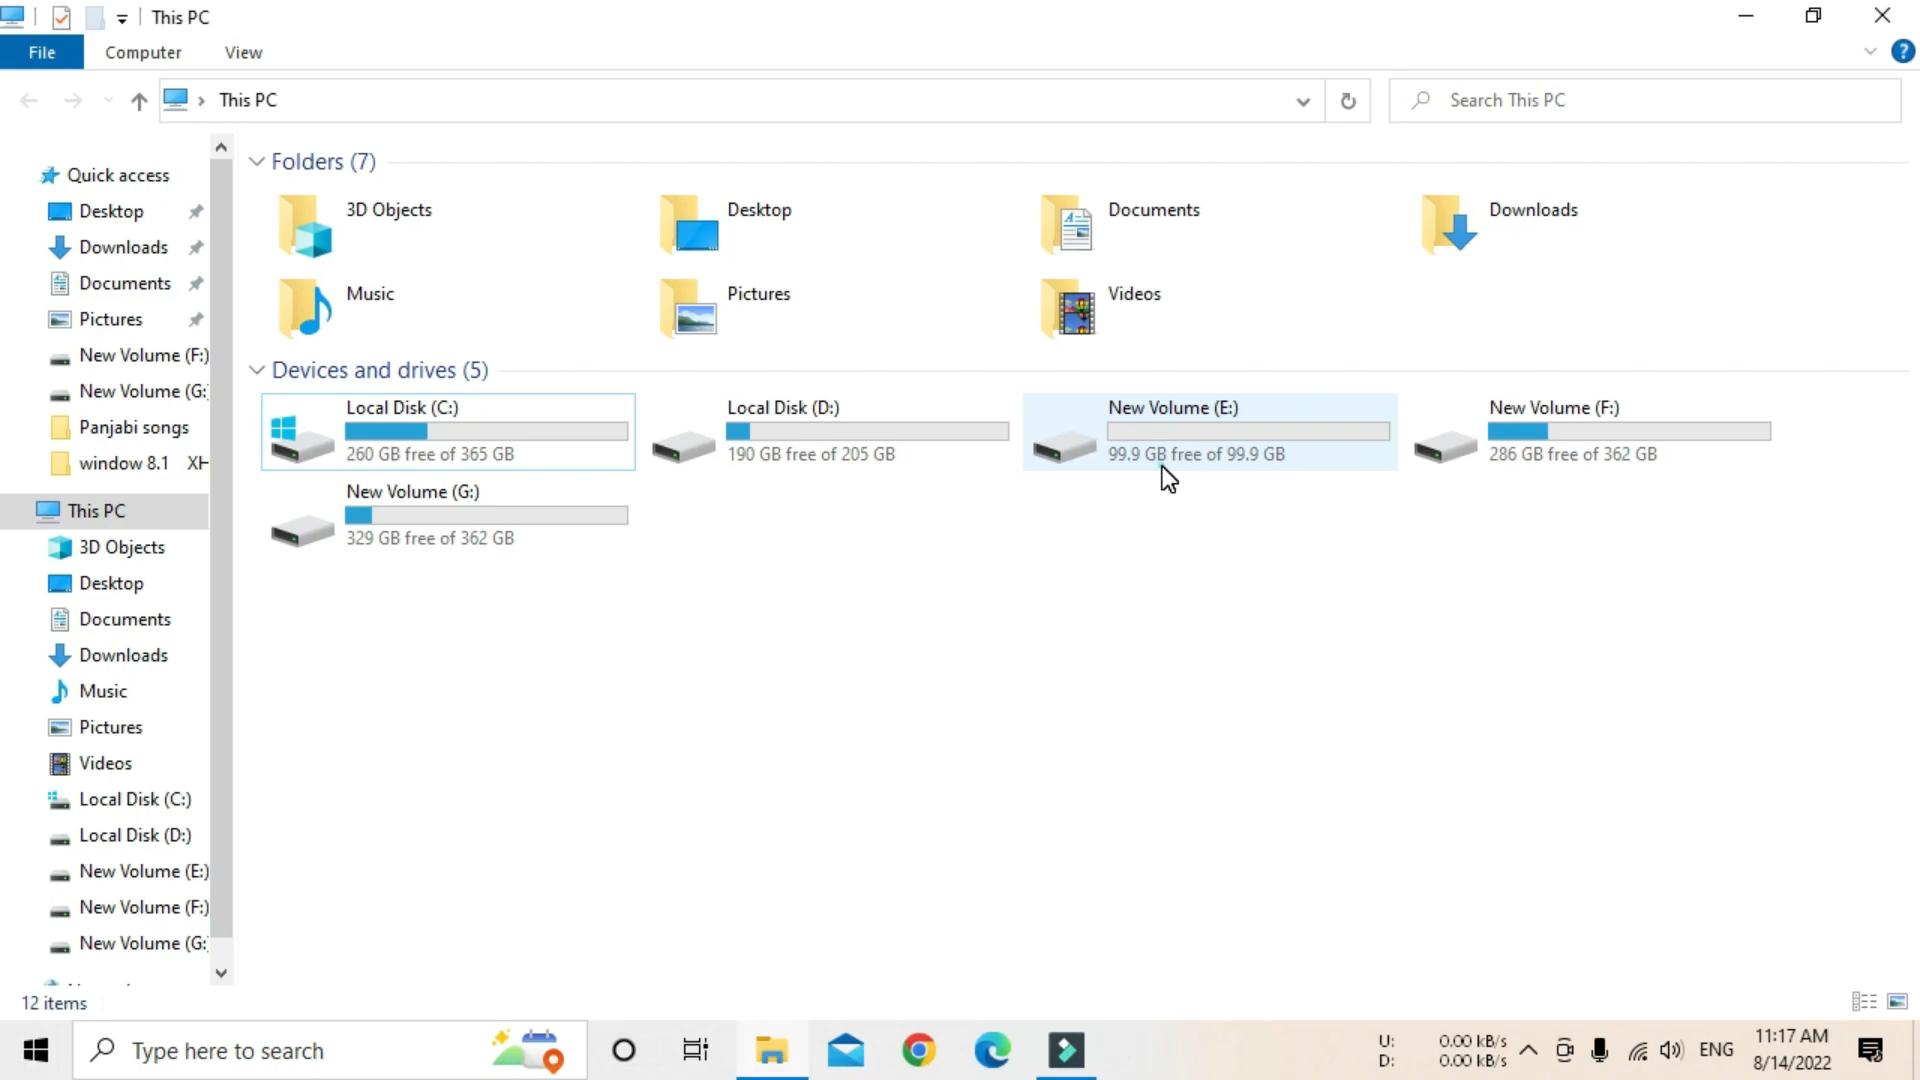 This PC
File
Computer
View
?
This PC
Search This PC
Quick access
Desktop
Downloads
Documents
Pictures
New Volume (F:)
New Volume (G:
Panjabi songs
window 8.1 XH
This PC
3D Objects
Desktop
Documents
Downloads
Music
Pictures
Videos
Local Disk (C:)
Local Disk (D:)
New Volume (E:)
New Volume (F:)
New Volume (G:
Folders (7)
3D Objects
Desktop
Documents
Downloads
Music
Pictures
Videos
Devices and drives (5)
Local Disk (C:)
260 GB free of 365 GB
Local Disk (D:)
190 GB free of 205 GB
New Volume (E:)
99.9 GB free of 99.9 GB
New Volume (F:)
286 GB free of 362 GB
New Volume (G:)
329 GB free of 362 GB
12 items
Type here to search
U: 0.00 kB/s
D: 0.00 kB/s
ENG
11:17 AM
8/14/2022